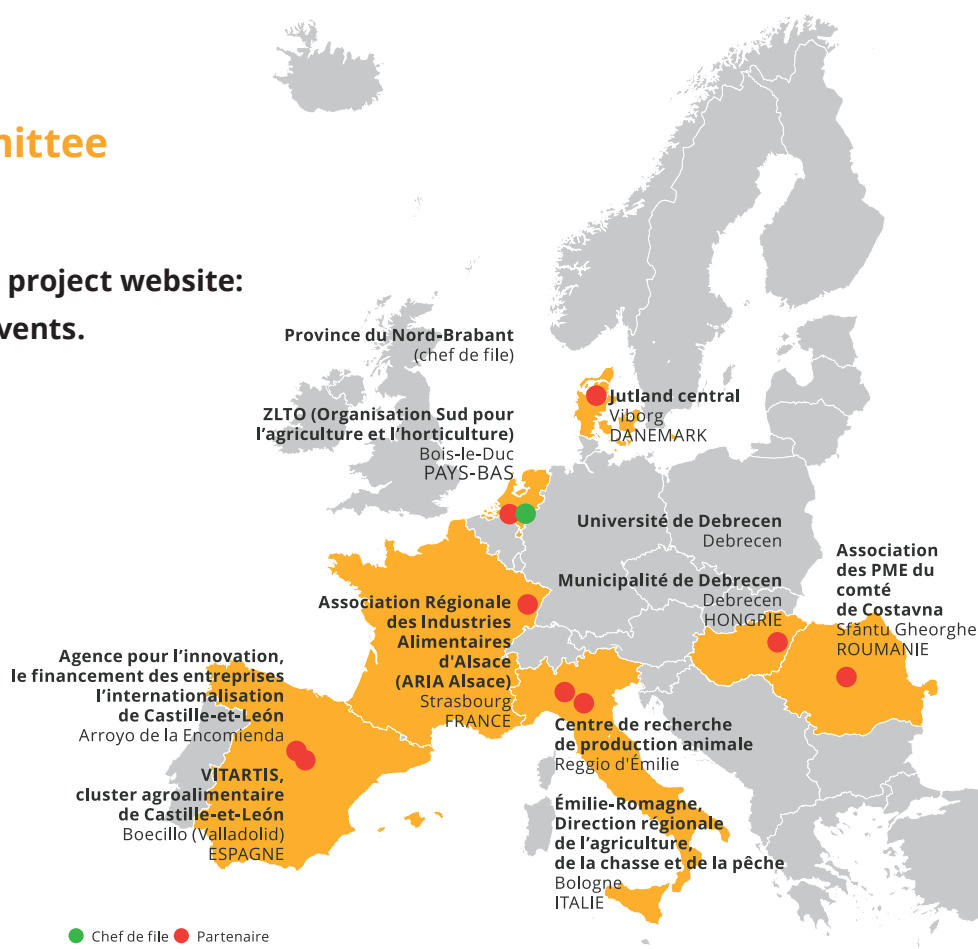 mittee
project website:
vents.
Province du Nord-Brabant
(chef de file)
ZLTO (Organisation Sud pour
l'agriculture et l'horticulture)
Bois-le-Duc
PAYS-BAS
Jutland central
Viborg
DANEMARK
Université de Debrecen
Debrecen
Municipalité de Debrecen
Debrecen
HONGRIE
Association
des PME du
comté
de Costavna
Sfăntu Gheorghe
ROUMANIE
Association Régionale
des Industries
Alimentaires
d'Alsace
(ARIA Alsace)
Strasbourg
FRANCE
Agence pour l'innovation,
le financement des entreprises
l'internationalisation
de Castille-et-León
Arroyo de la Encomienda
VITARTIS,
cluster agroalimentaire
de Castille-et-León
Boecillo (Valladolid)
ESPAGNE
Centre de recherche
de production animale
Reggio d'Émilie
Émilie-Romagne,
Direction régionale
de l'agriculture,
de la chasse et de la pêche
Bologne
ITALIE
Chef de file
Partenaire